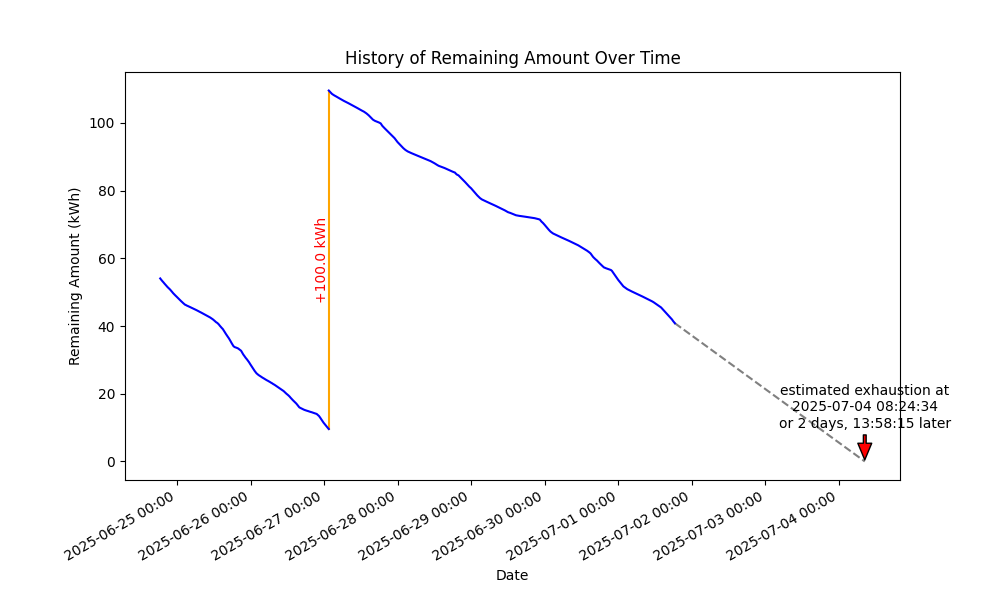 History of Remaining Amount Over Time
Remaining Amount (kWh)
100
80
60
40
20
0
+100.0 kWh
estimated exhaustion at
2025-07-04 08:24:34
or 2 days, 13:58:15 later
2025-06-25 00:00
2025-06-26 00:00
2025-06-27 00:00
2025-06-28 00:00
2025-06-29 00:00
2025-06-30 00:00
2025-07-01 00:00
2025-07-02 00:00
2025-07-03 00:00
2025-07-04 00:00
Date